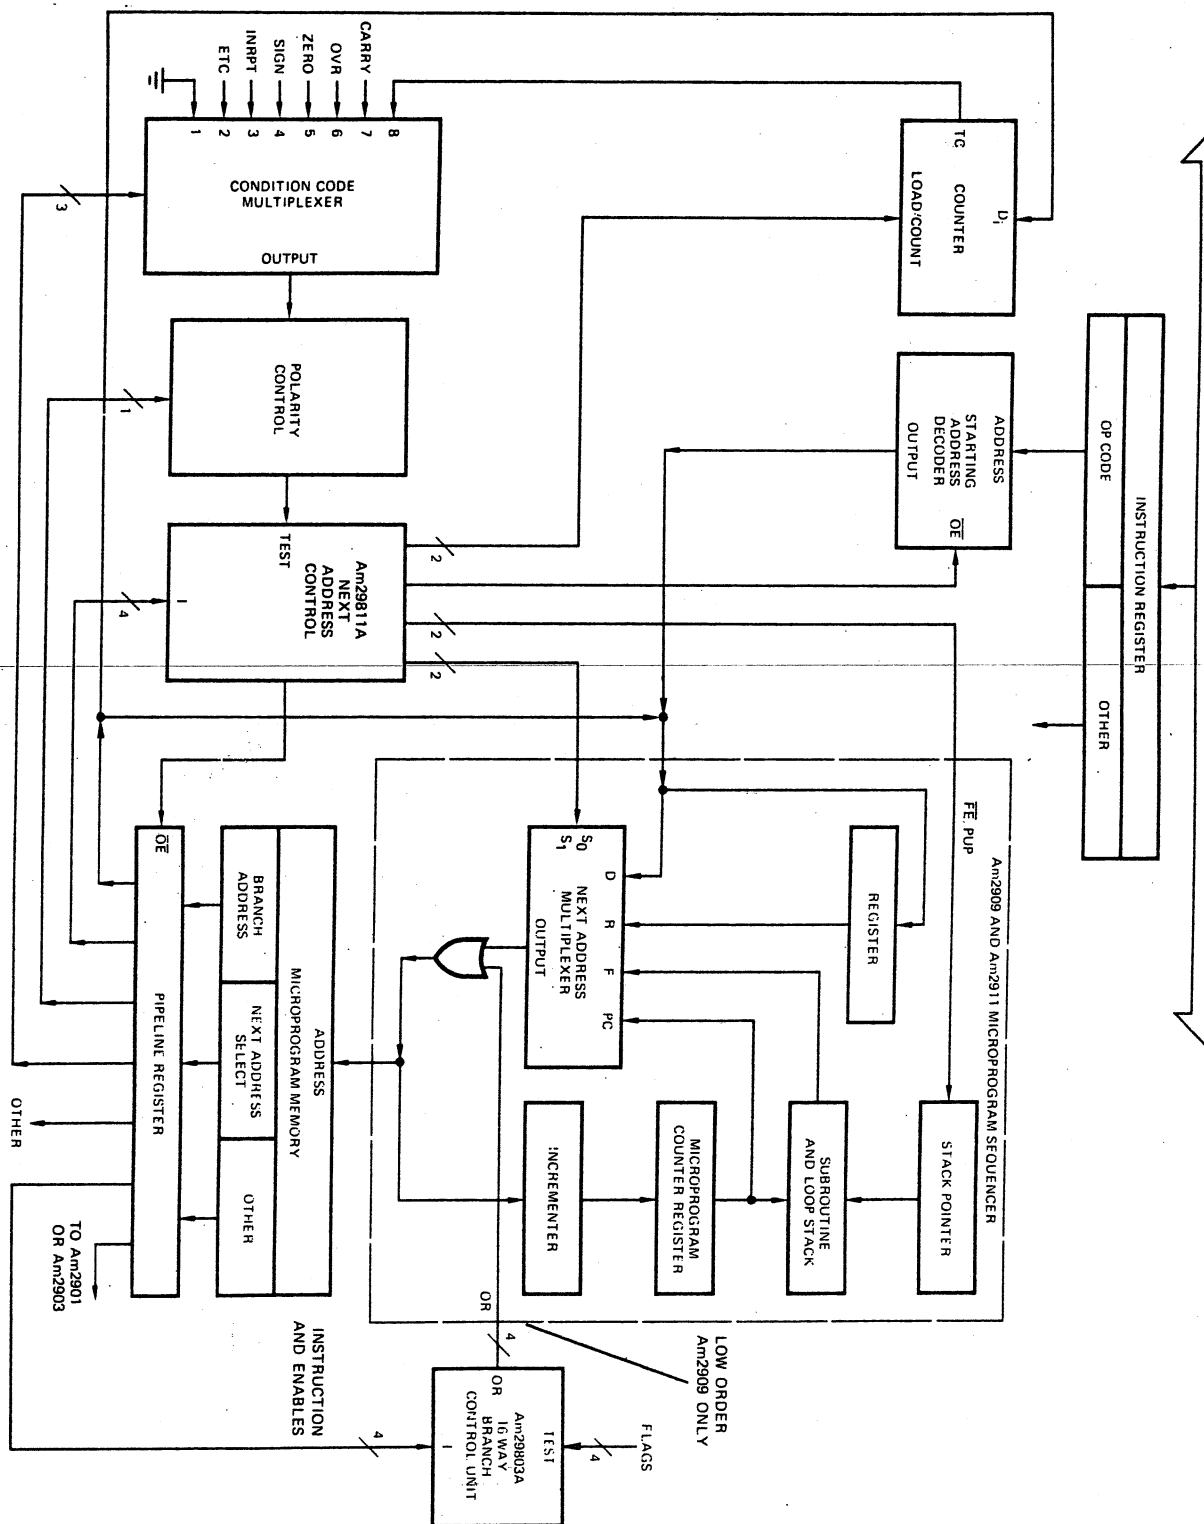 INSTRUCTION REGISTER
OP CODE
OTHER
D_i
COUNTER
TC
LOAD/COUNT
ADDRESS
STARTING
ADDRESS
DECODER
OUTPUT
OE
CARRY
OVR
ZERO
SIGN
INRPT
ETC
8
7
6
5
4
3
2
1
CONDITION CODE
MULTIPLEXER
OUTPUT
3
POLARITY
CONTROL
1
TEST
Am29811A
NEXT
ADDRESS
CONTROL
I
4
2
2
2
FE, PUP
Am2909 AND Am2911 MICROPROGRAM SEQUENCER
REGISTER
STACK POINTER
SUBROUTINE
AND LOOP STACK
MICROPROGRAM
COUNTER REGISTER
INCREMENTER
D
R
F
PC
S0
S1
NEXT ADDRESS
MULTIPLEXER
OUTPUT
OR
4
LOW ORDER
Am2909 ONLY
FLAGS
4
TEST
Am29803A
16 WAY
BRANCH
CONTROL UNIT
OR
I
4
INSTRUCTION
AND ENABLES
ADDRESS
MICROPROGRAM MEMORY
BRANCH
ADDRESS
NEXT ADDRESS
SELECT
OTHER
OE
PIPELINE REGISTER
OTHER
TO Am2901
OR Am2903